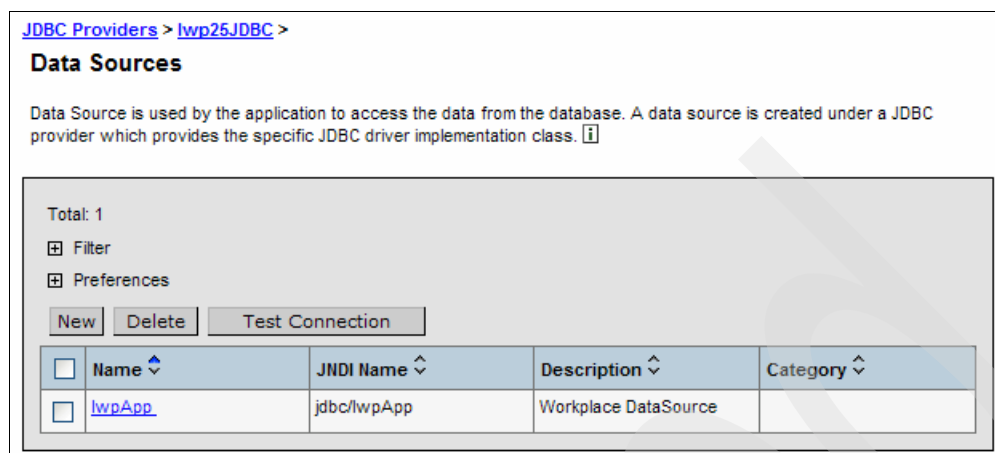 JDBC Providers > lwp25JDBC >
Data Sources
Data Source is used by the application to access the data from the database. A data source is created under a JDBC
provider which provides the specific JDBC driver implementation class. i
Total: 1
Filter
Preferences
New Delete Test Connection
Name JNDI Name Description Category
lwpApp jdbc/lwpApp Workplace DataSource